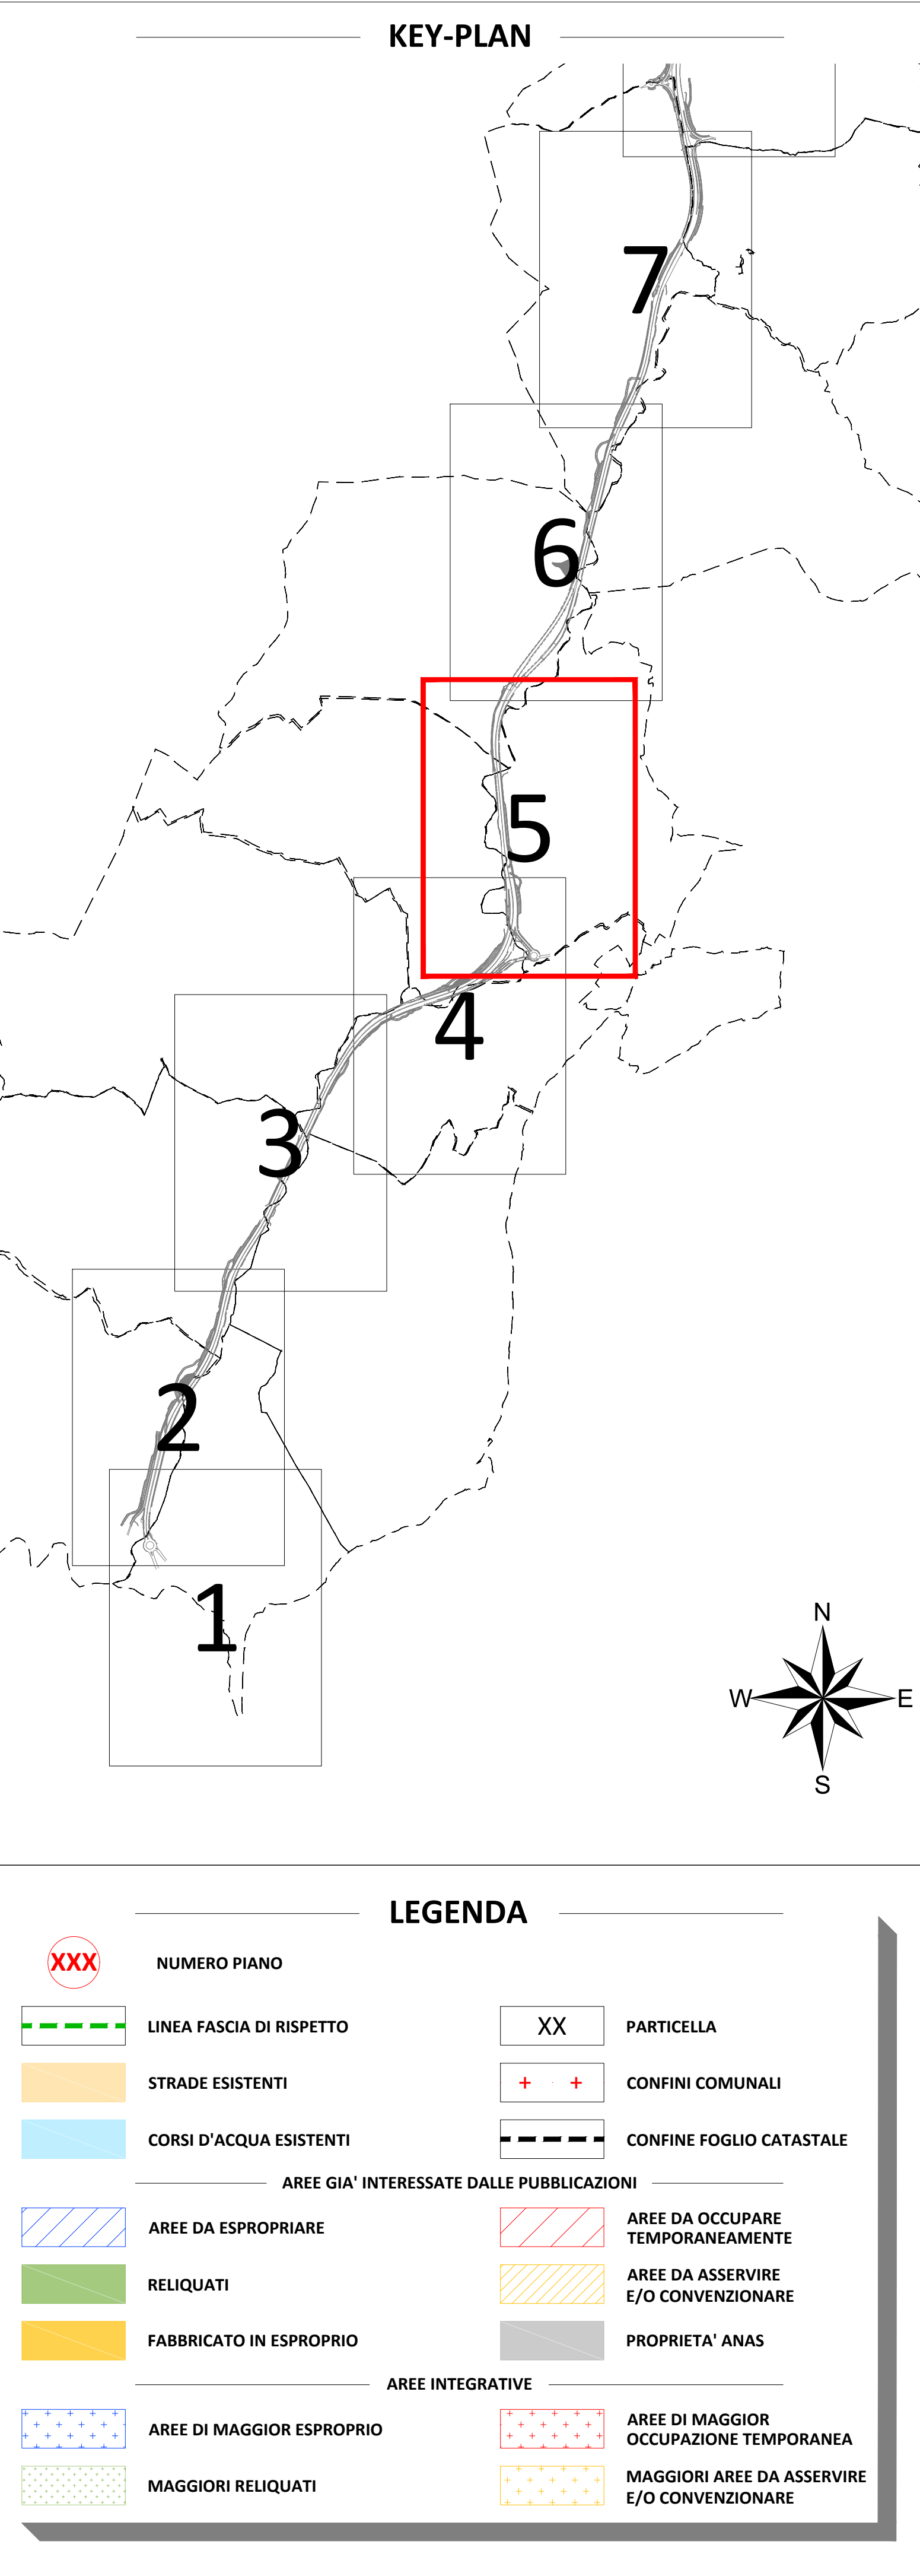 KEY-PLAN
7
6
5
4
3
2
1
N
W
E
S
LEGENDA
XXX
NUMERO PIANO
LINEA FASCIA DI RISPETTO
XX
PARTICELLA
STRADE ESISTENTI
CONFINI COMUNALI
CORSI D'ACQUA ESISTENTI
CONFINE FOGLIO CATASTALE
AREE GIA' INTERESSATE DALLE PUBBLICAZIONI
AREE DA ESPROPRIARE
AREE DA OCCUPARE
TEMPORANEAMENTE
RELIQUATI
AREE DA ASSERVIRE
E/O CONVENZIONARE
FABBRICATO IN ESPROPRIO
PROPRIETA' ANAS
AREE INTEGRATIVE
AREE DI MAGGIOR ESPROPRIO
AREE DI MAGGIOR
OCCUPAZIONE TEMPORANEA
MAGGIORI RELIQUATI
MAGGIORI AREE DA ASSERVIRE
E/O CONVENZIONARE